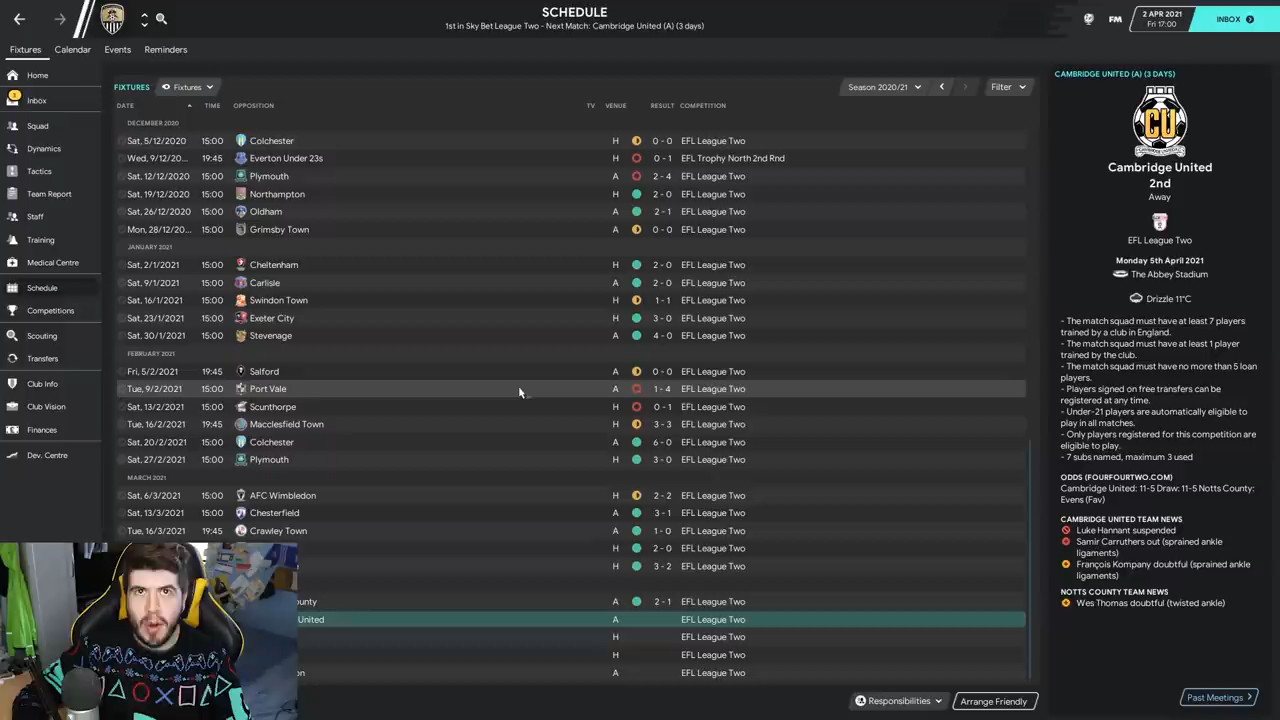 SCHEDULE
1st in Sky Bet League Two - Next Match: Cambridge United (A) (3 days)
FM
2 APR 2021
Fri 17:00
INBOX
Fixtures Calendar Events Reminders
Home
3
Inbox
Squad
Dynamics
Tactics
Team Report
Staff
Training
Medical Centre
Schedule
Competitions
Scouting
Transfers
Club Info
Club Vision
Finances
Dev. Centre
FIXTURES Fixtures Season 2020/21 Filter
DATE TIME OPPOSITION TV VENUE RESULT COMPETITION
DECEMBER 2020
Sat, 5/12/2020 15:00 Colchester H 0 - 0 EFL League Two
Wed, 9/12/20... 19:45 Everton Under 23s H 0 - 1 EFL Trophy North 2nd Rnd
Sat, 12/12/2020 15:00 Plymouth A 2 - 4 EFL League Two
Sat, 19/12/2020 15:00 Northampton H 2 - 0 EFL League Two
Sat, 26/12/2020 15:00 Oldham A 2 - 1 EFL League Two
Mon, 28/12/20... 15:00 Grimsby Town A 0 - 0 EFL League Two
JANUARY 2021
Sat, 2/1/2021 15:00 Cheltenham H 2 - 0 EFL League Two
Sat, 9/1/2021 15:00 Carlisle A 2 - 0 EFL League Two
Sat, 16/1/2021 15:00 Swindon Town H 1 - 1 EFL League Two
Sat, 23/1/2021 15:00 Exeter City H 3 - 0 EFL League Two
Sat, 30/1/2021 15:00 Stevenage A 4 - 0 EFL League Two
FEBRUARY 2021
Fri, 5/2/2021 19:45 Salford A 0 - 0 EFL League Two
Tue, 9/2/2021 15:00 Port Vale A 1 - 4 EFL League Two
Sat, 13/2/2021 15:00 Scunthorpe H 0 - 1 EFL League Two
Tue, 16/2/2021 19:45 Macclesfield Town H 3 - 3 EFL League Two
Sat, 20/2/2021 15:00 Colchester A 6 - 0 EFL League Two
Sat, 27/2/2021 15:00 Plymouth A 3 - 0 EFL League Two
MARCH 2021
Sat, 6/3/2021 15:00 AFC Wimbledon H 2 - 2 EFL League Two
Sat, 13/3/2021 15:00 Chesterfield A 3 - 1 EFL League Two
Tue, 16/3/2021 19:45 Crawley Town A 1 - 0 EFL League Two
H 2 - 0 EFL League Two
H 3 - 2 EFL League Two
A 2 - 1 EFL League Two
United A EFL League Two
H EFL League Two
H EFL League Two
A EFL League Two
Responsibilities Arrange Friendly
CAMBRIDGE UNITED (A) (3 DAYS)
CU
Cambridge United
2nd
Away
EFL League Two
Monday 5th April 2021
The Abbey Stadium
Drizzle 11°C
- The match squad must have at least 7 players
trained by a club in England.
- The match squad must have at least 1 player
trained by the club.
- The match squad must have no more than 5 loan
players.
- Players signed on free transfers can be
registered at any time.
- Under-21 players are automatically eligible to
play in all matches.
- Only players registered for this competition are
eligible to play.
- 7 subs named, maximum 3 used
ODDS (FOURFOURTWO.COM)
Cambridge United: 11-5 Draw: 11-5 Notts County:
Evens (Fav)
CAMBRIDGE UNITED TEAM NEWS
Luke Hannant suspended
Samir Carruthers out (sprained ankle
ligaments)
François Kompany doubtful (sprained ankle
ligaments)
NOTTS COUNTY TEAM NEWS
Wes Thomas doubtful (twisted ankle)
Past Meetings